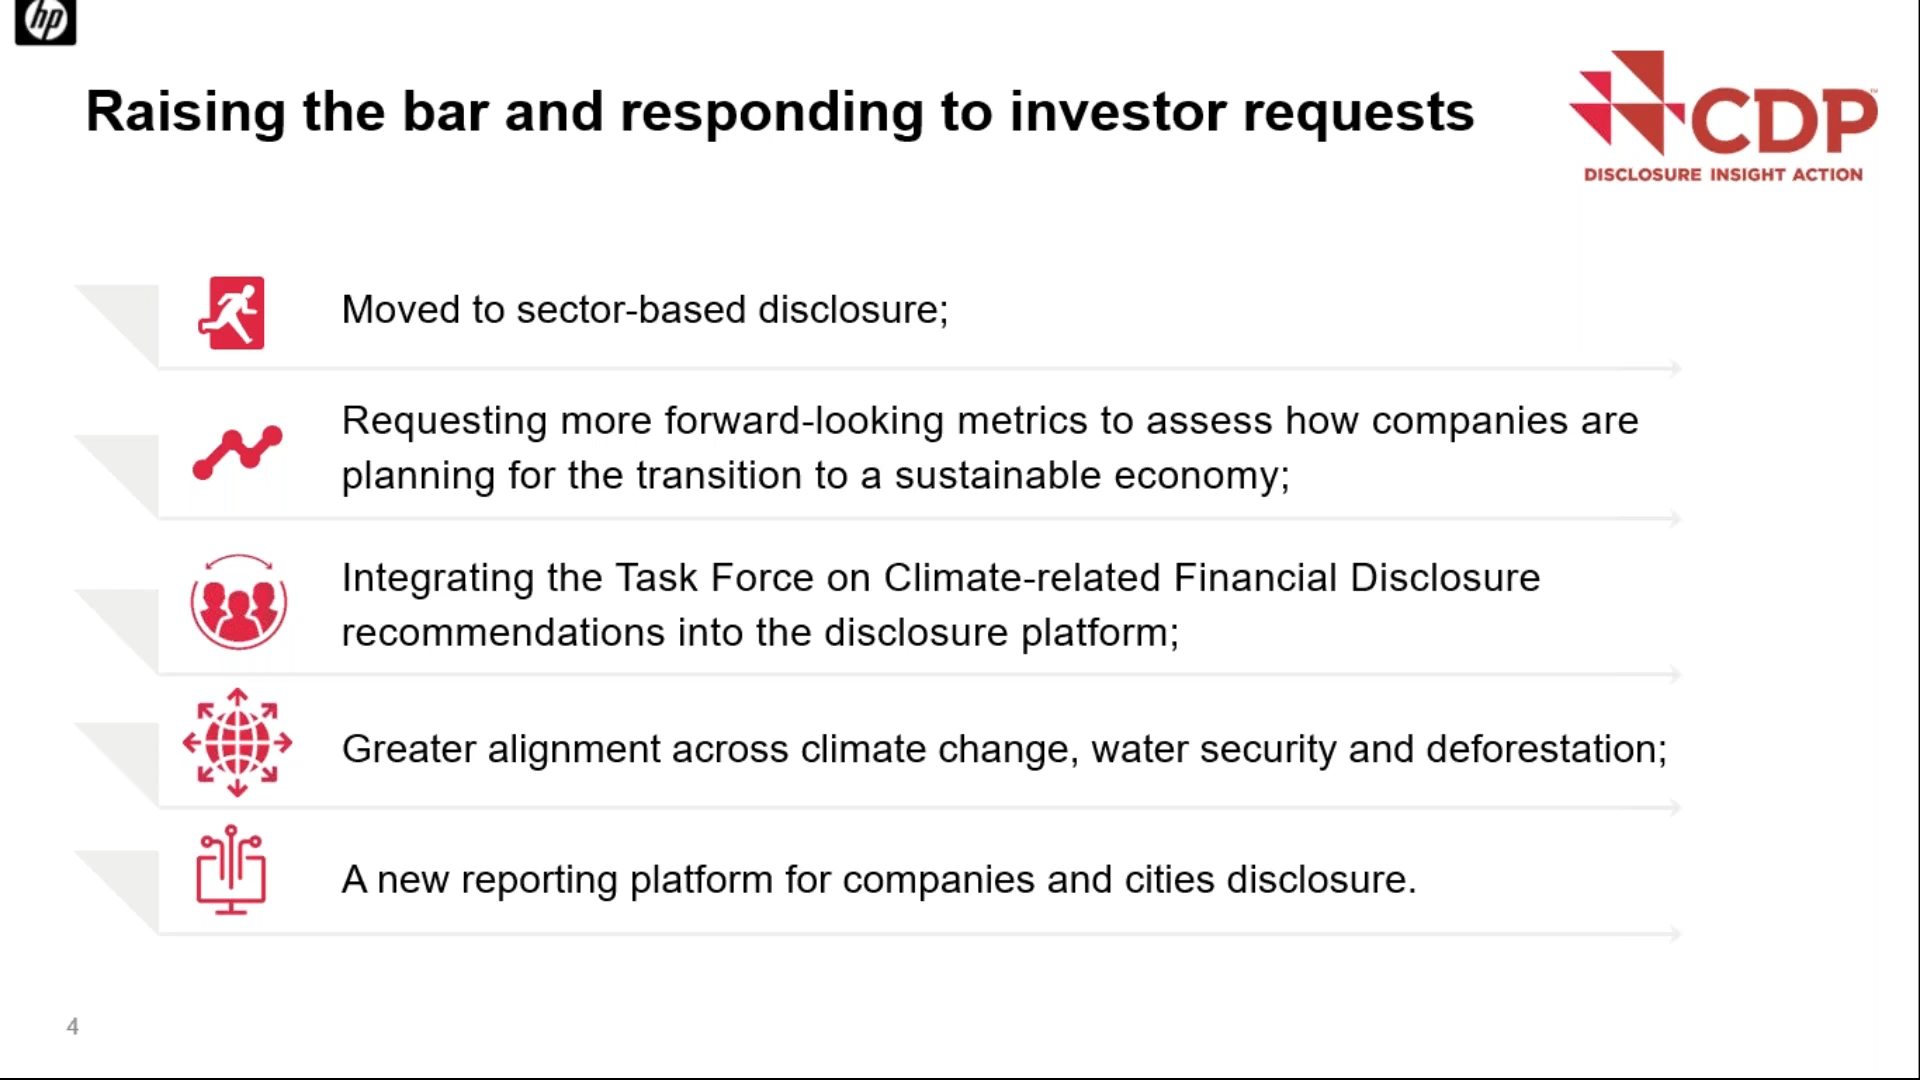 hp
Raising the bar and responding to investor requests
CDP
DISCLOSURE INSIGHT ACTION
Moved to sector-based disclosure;
Requesting more forward-looking metrics to assess how companies are
planning for the transition to a sustainable economy;
Integrating the Task Force on Climate-related Financial Disclosure
recommendations into the disclosure platform;
Greater alignment across climate change, water security and deforestation;
A new reporting platform for companies and cities disclosure.
4